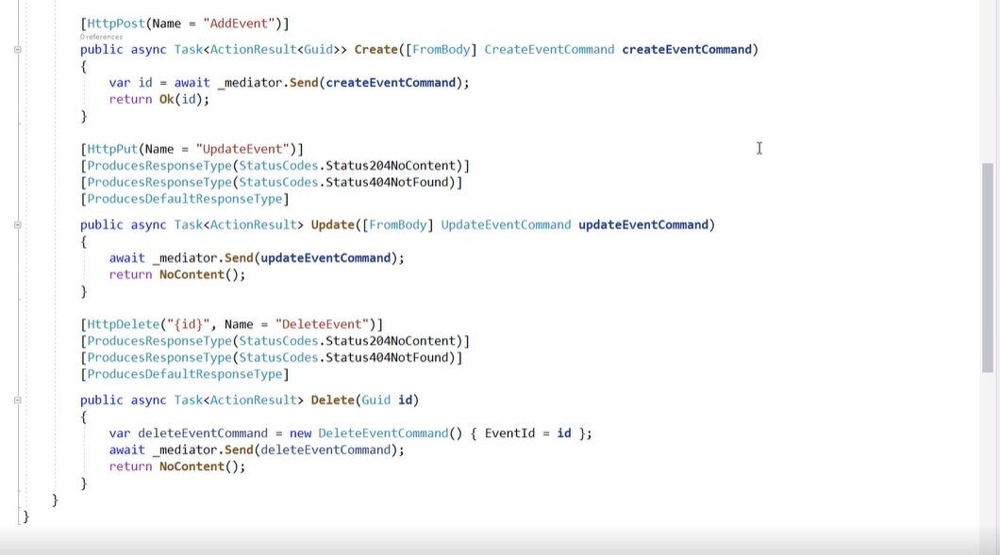 [HttpPost(Name = "AddEvent")]
0 references
public async Task<ActionResult<Guid>> Create([FromBody] CreateEventCommand createEventCommand)
{
var id = await _mediator.Send(createEventCommand);
return Ok(id);
}
[HttpPut(Name = "UpdateEvent")]
[ProducesResponseType(StatusCodes.Status204NoContent)]
[ProducesResponseType(StatusCodes.Status404NotFound)]
[ProducesDefaultResponseType]
public async Task<ActionResult> Update([FromBody] UpdateEventCommand updateEventCommand)
{
await _mediator.Send(updateEventCommand);
return NoContent();
}
[HttpDelete("{id}", Name = "DeleteEvent")]
[ProducesResponseType(StatusCodes.Status204NoContent)]
[ProducesResponseType(StatusCodes.Status404NotFound)]
[ProducesDefaultResponseType]
public async Task<ActionResult> Delete(Guid id)
{
var deleteEventCommand = new DeleteEventCommand() { EventId = id };
await _mediator.Send(deleteEventCommand);
return NoContent();
}
}
}